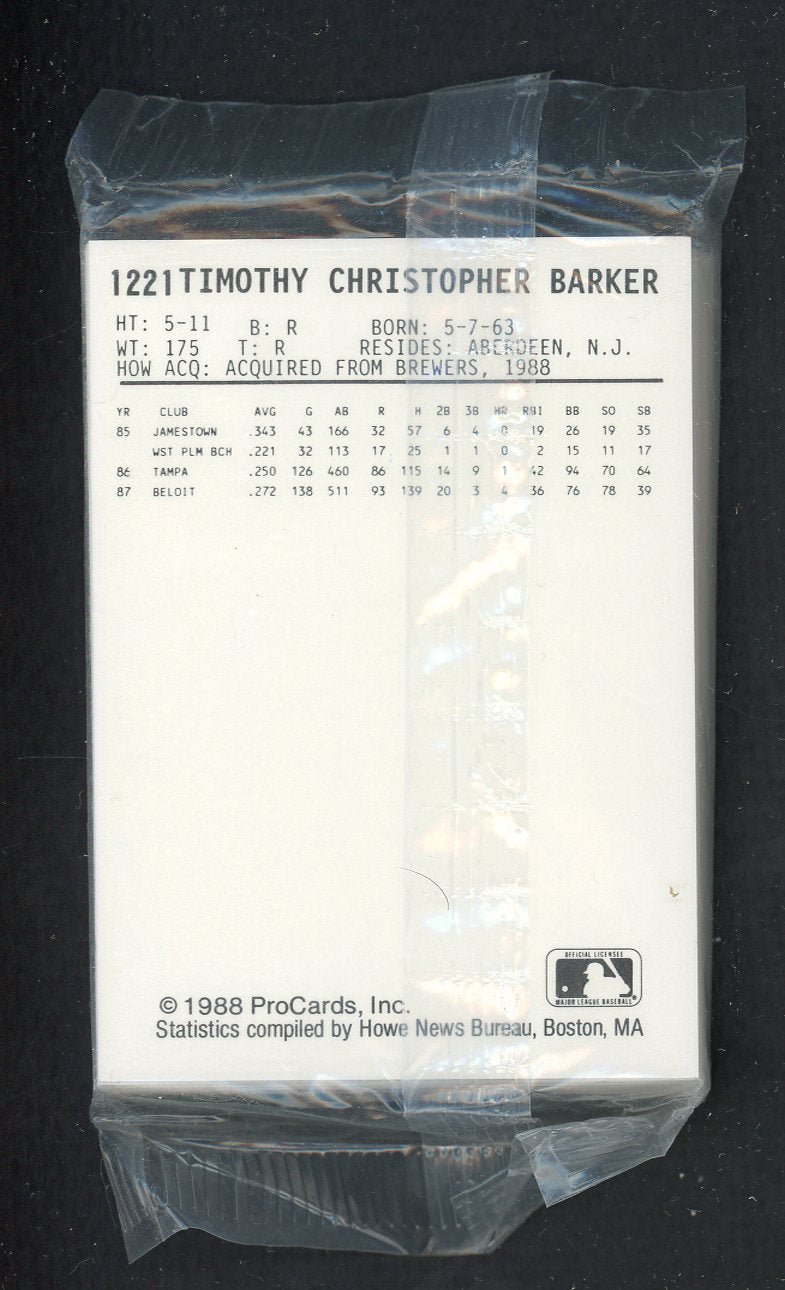 1221 TIMOTHY CHRISTOPHER BARKER
HT: 5-11 B: R BORN: 5-7-63
WT: 175 T: R RESIDES: ABERDEEN, N.J.
HOW ACQ: ACQUIRED FROM BREWERS, 1988
YR CLUB AVG G AB R H 2B 3B HR RBI BB SO SB
85 JAMESTOWN .343 43 166 32 57 6 4 0 19 26 19 35
WST PLM BCH .221 32 113 17 25 1 1 0 2 15 11 17
86 TAMPA .250 126 460 86 115 14 9 1 42 94 70 64
87 BELOIT .272 138 511 93 139 20 3 4 36 76 78 39
OFFICIAL LICENSEE
MAJOR LEAGUE BASEBALL®
© 1988 ProCards, Inc.
Statistics compiled by Howe News Bureau, Boston, MA